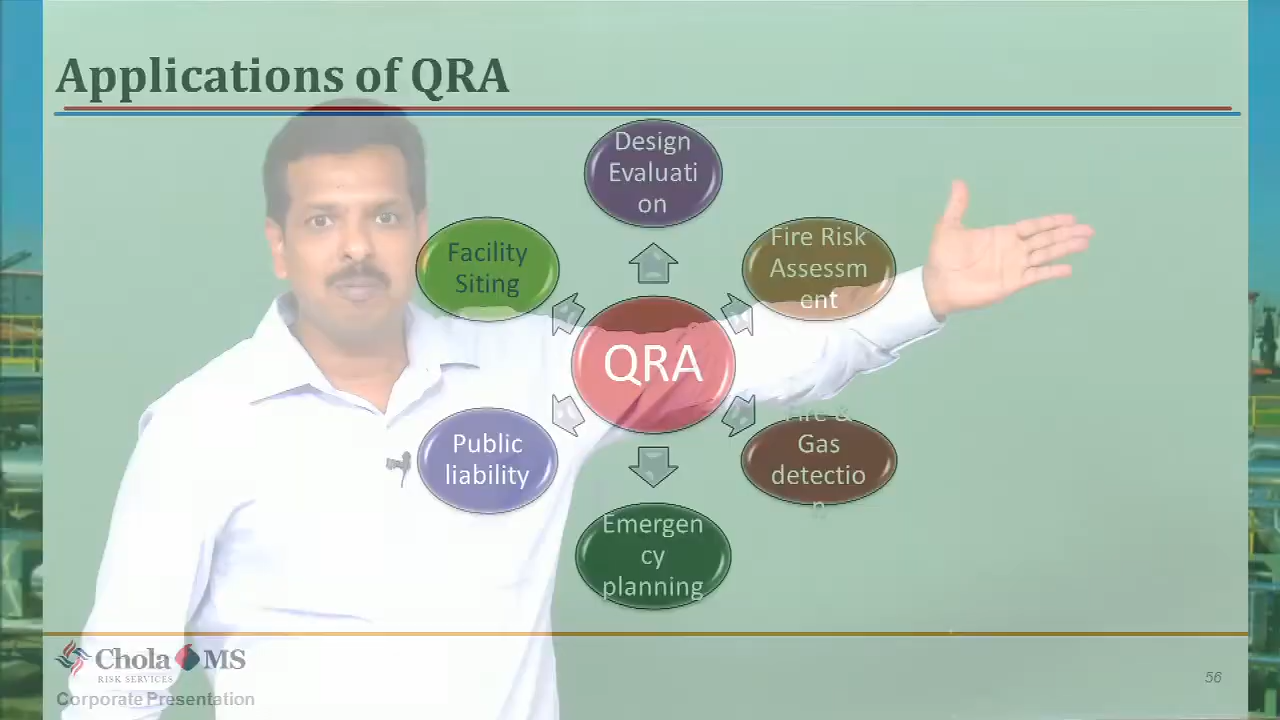 Applications of QRA
Design
Evaluati
on
Fire Risk
Assessm
ent
Fire &
Gas
detectio
n
Emergen
cy
planning
Public
liability
Facility
Siting
QRA
Chola MS
RISK SERVICES
Corporate Presentation
56